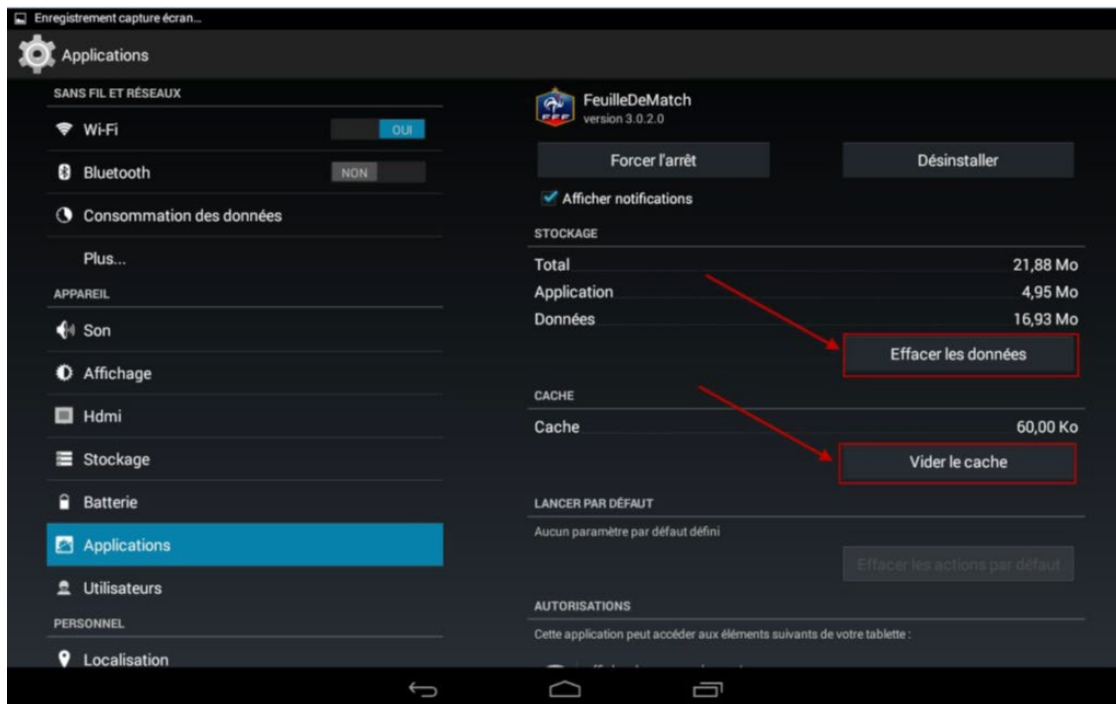 Enregistrement capture écran...
Applications
SANS FIL ET RÉSEAUX
Wi-Fi
OUI
Bluetooth
NON
Consommation des données
Plus...
APPAREIL
Son
Affichage
Hdmi
Stockage
Batterie
Applications
Utilisateurs
PERSONNEL
Localisation
FeuilleDeMatch
version 3.0.2.0
Forcer l'arrêt
Désinstaller
Afficher notifications
STOCKAGE
Total 21,88 Mo
Application 4,95 Mo
Données 16,93 Mo
Effacer les données
CACHE
Cache 60,00 Ko
Vider le cache
LANCER PAR DÉFAUT
Aucun paramètre par défaut défini
Effacer les actions par défaut
AUTORISATIONS
Cette application peut accéder aux éléments suivants de votre tablette :